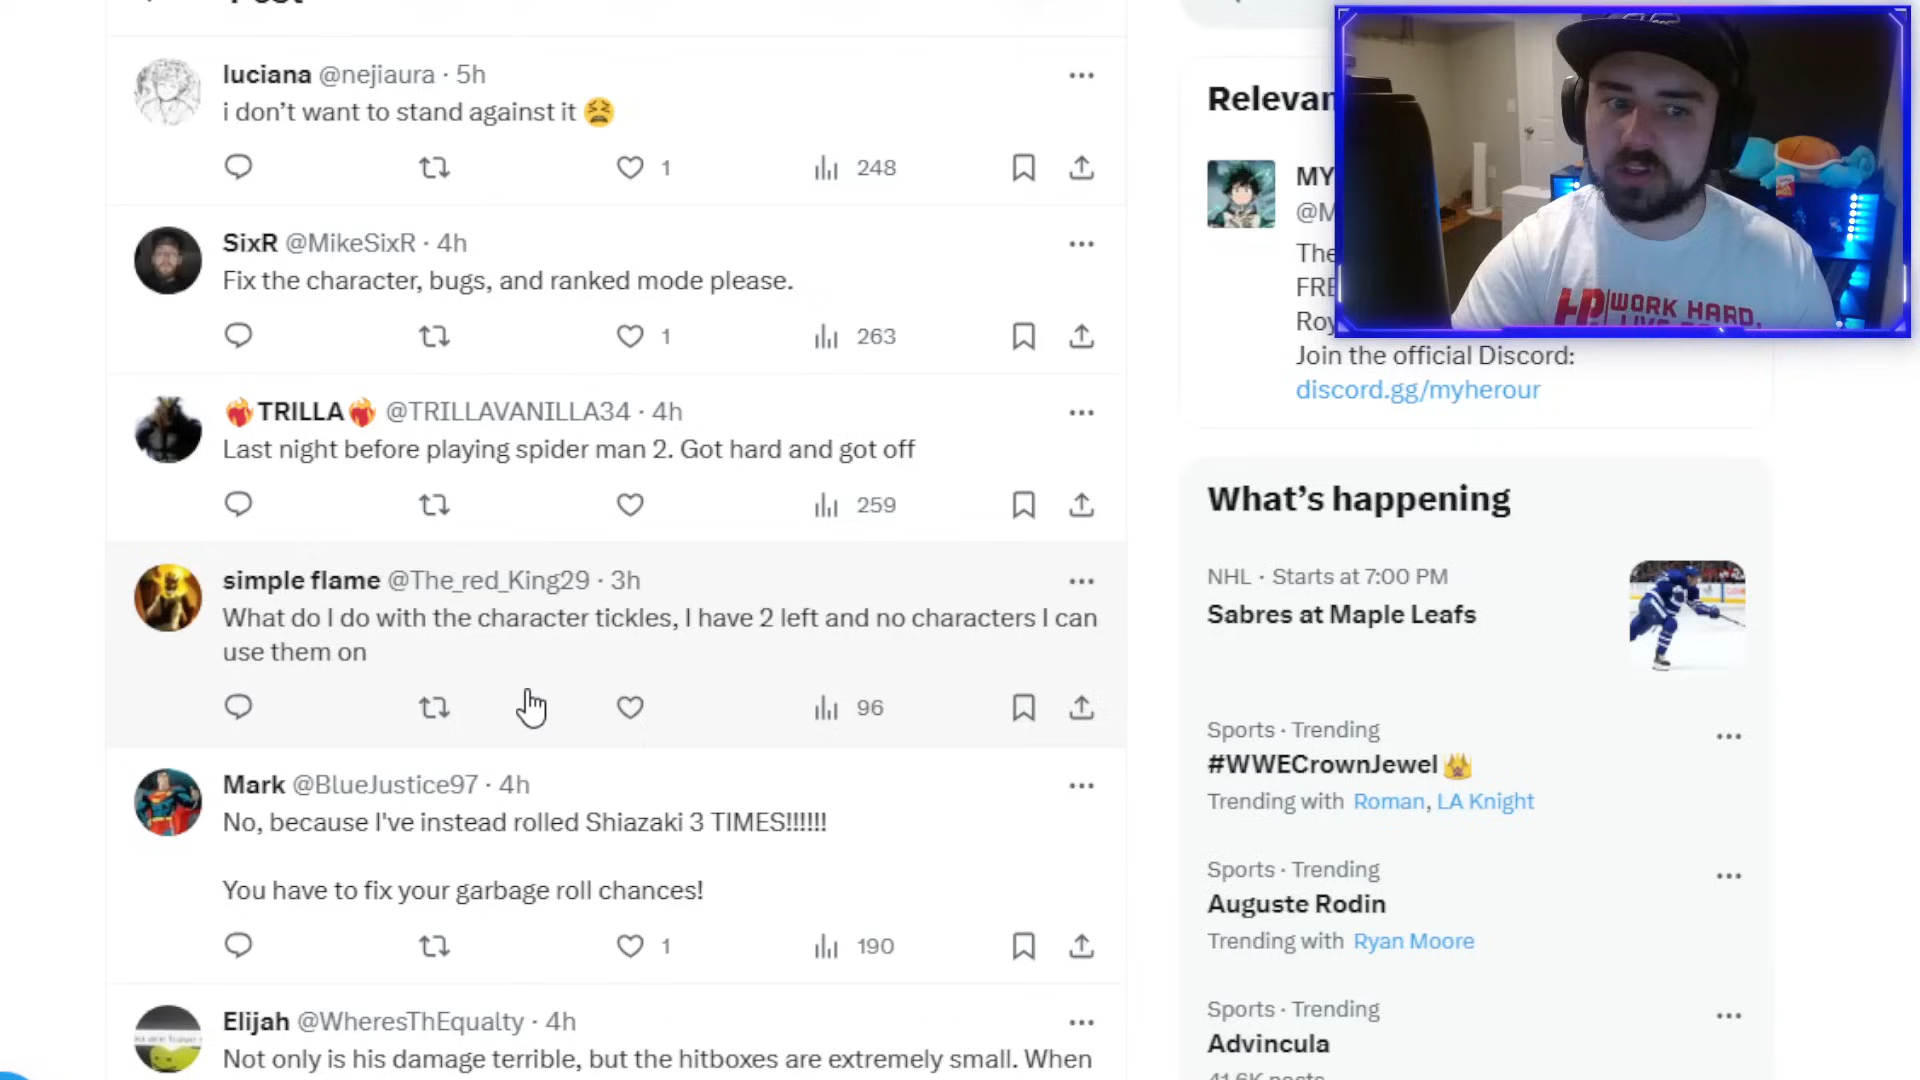 luciana @nejiaura · 5h
i don't want to stand against it 😫
1 248
SixR @MikeSixR · 4h
Fix the character, bugs, and ranked mode please.
1 263
❤️‍🔥TRILLA❤️‍🔥 @TRILLAVANILLA34 · 4h
Last night before playing spider man 2. Got hard and got off
259
simple flame @The_red_King29 · 3h
What do I do with the character tickles, I have 2 left and no characters I can
use them on
96
Mark @BlueJustice97 · 4h
No, because I've instead rolled Shiazaki 3 TIMES!!!!!!
You have to fix your garbage roll chances!
1 190
Elijah @WheresThEqualty · 4h
Not only is his damage terrible, but the hitboxes are extremely small. When
Relevan
MY
@M
The
FRE
Roy
Join the official Discord:
discord.gg/myherour
What's happening
NHL · Starts at 7:00 PM
Sabres at Maple Leafs
Sports · Trending
#WWECrownJewel
Trending with Roman, LA Knight
Sports · Trending
Auguste Rodin
Trending with Ryan Moore
Sports · Trending
Advincula
WORK HARD.